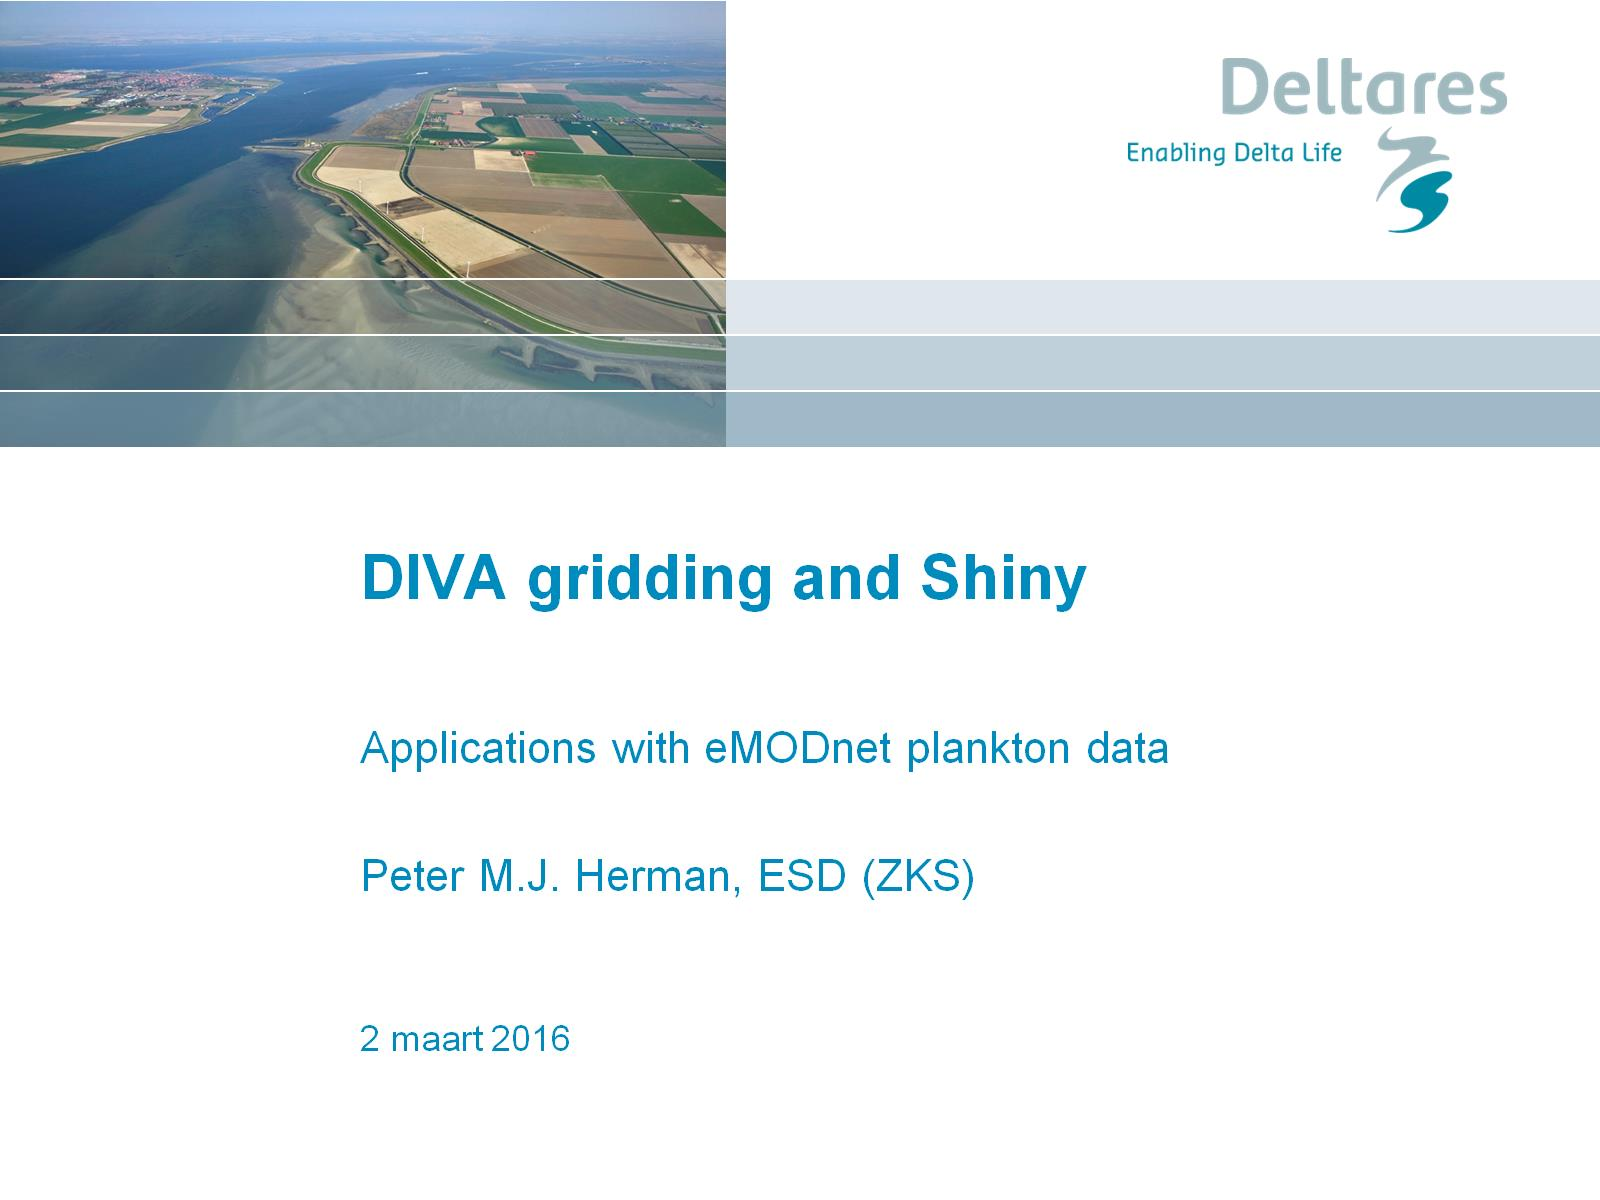 Deltares
Enabling Delta Life
DIVA gridding and Shiny
Applications with eMODnet plankton data
Peter M.J. Herman, ESD (ZKS)
2 maart 2016